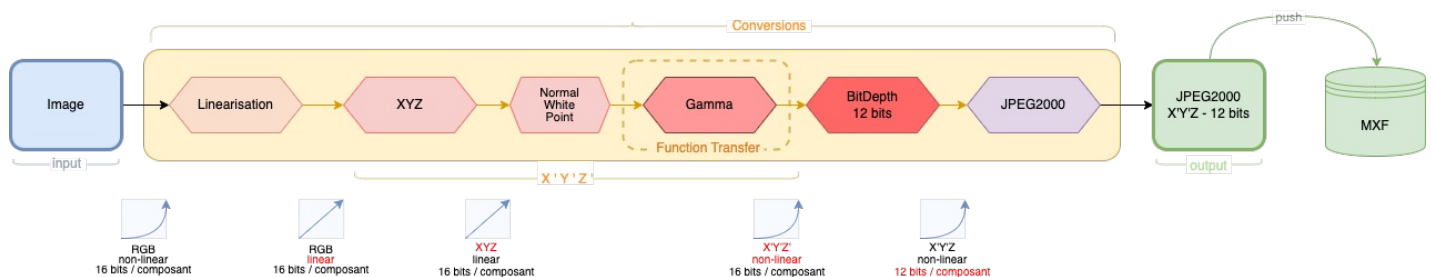 Conversions
push
Image
input
Linearisation
XYZ
Normal
White
Point
Gamma
Function Transfer
BitDepth
12 bits
JPEG2000
JPEG2000
X'Y'Z - 12 bits
output
MXF
X ' Y ' Z '
RGB
non-linear
16 bits / composant
RGB
linear
16 bits / composant
XYZ
linear
16 bits / composant
X'Y'Z'
non-linear
16 bits / composant
X'Y'Z
non-linear
12 bits / composant